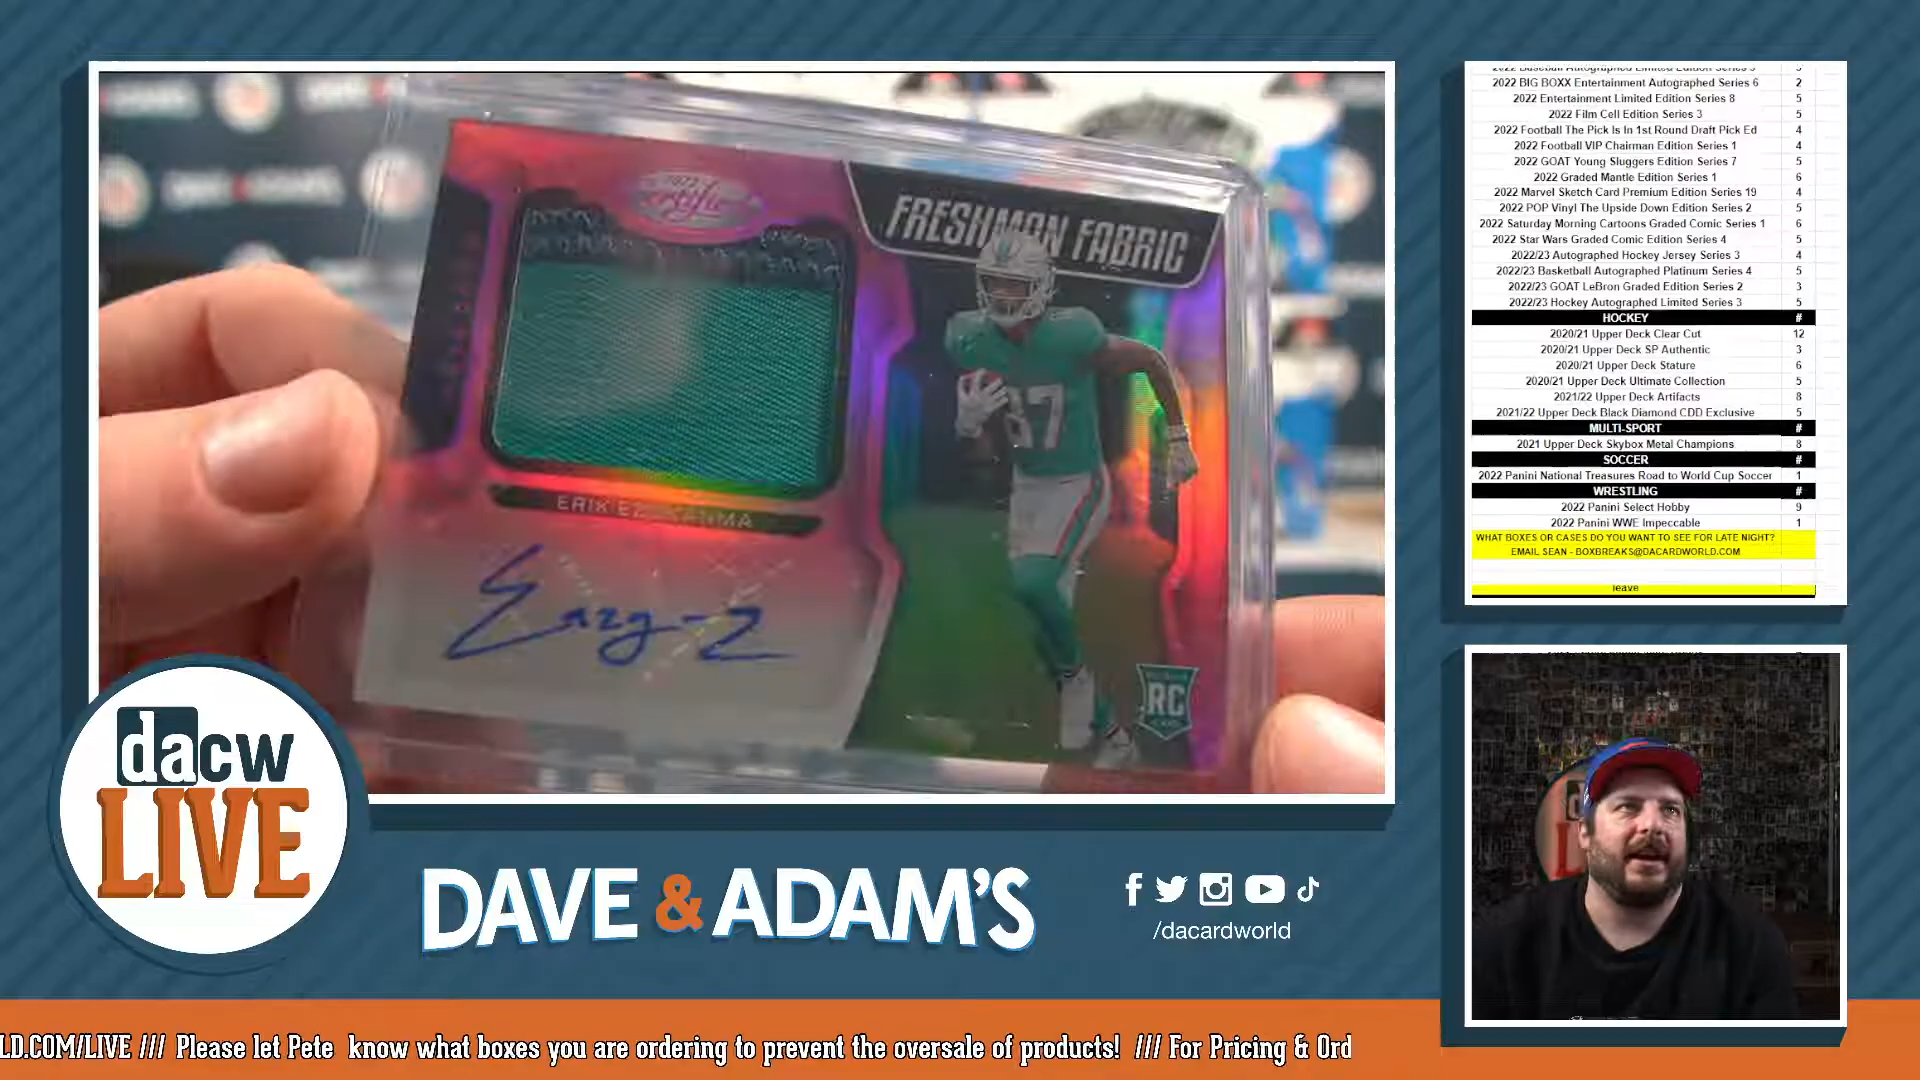 FRESHMAN FABRIC
ERIK
Eazy-Z
87
RC
dacw
LIVE
DAVE & ADAM'S
/dacardworld
LD.COM/LIVE /// Please let Pete know what boxes you are ordering to prevent the oversale of products! /// For Pricing & Ord
2022 Baseball Autographed Limited Edition Series 3
2022 BIG BOXX Entertainment Autographed Series 6 2
2022 Entertainment Limited Edition Series 8 5
2022 Film Cell Edition Series 3 5
2022 Football The Pick Is In 1st Round Draft Pick Ed 4
2022 Football VIP Chairman Edition Series 1 4
2022 GOAT Young Sluggers Edition Series 7 5
2022 Graded Mantle Edition Series 1 6
2022 Marvel Sketch Card Premium Edition Series 19 4
2022 POP Vinyl The Upside Down Edition Series 2 5
2022 Saturday Morning Cartoons Graded Comic Series 1 6
2022 Star Wars Graded Comic Edition Series 4 5
2022/23 Autographed Hockey Jersey Series 3 4
2022/23 Basketball Autographed Platinum Series 4 5
2022/23 GOAT LeBron Graded Edition Series 2 3
2022/23 Hockey Autographed Limited Series 3 5
HOCKEY #
2020/21 Upper Deck Clear Cut 12
2020/21 Upper Deck SP Authentic 3
2020/21 Upper Deck Stature 6
2020/21 Upper Deck Ultimate Collection 5
2021/22 Upper Deck Artifacts 8
2021/22 Upper Deck Black Diamond CDD Exclusive 5
MULTI-SPORT #
2021 Upper Deck Skybox Metal Champions 8
SOCCER #
2022 Panini National Treasures Road to World Cup Soccer 1
WRESTLING #
2022 Panini Select Hobby 9
2022 Panini WWE Impeccable 1
WHAT BOXES OR CASES DO YOU WANT TO SEE FOR LATE NIGHT?
EMAIL SEAN - BOXBREAKS@DACARDWORLD.COM
leave